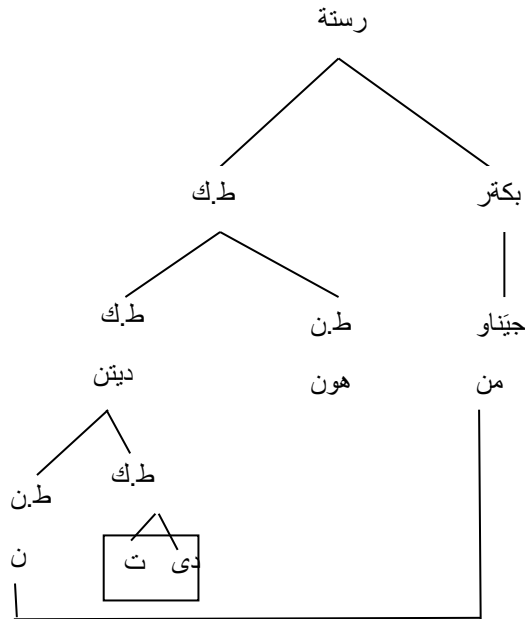 رستة
بكةر ط.ك
جيَناو ط.ن ط.ك
من هون ديتن
ط.ك
ط.ن
دى ت
ن